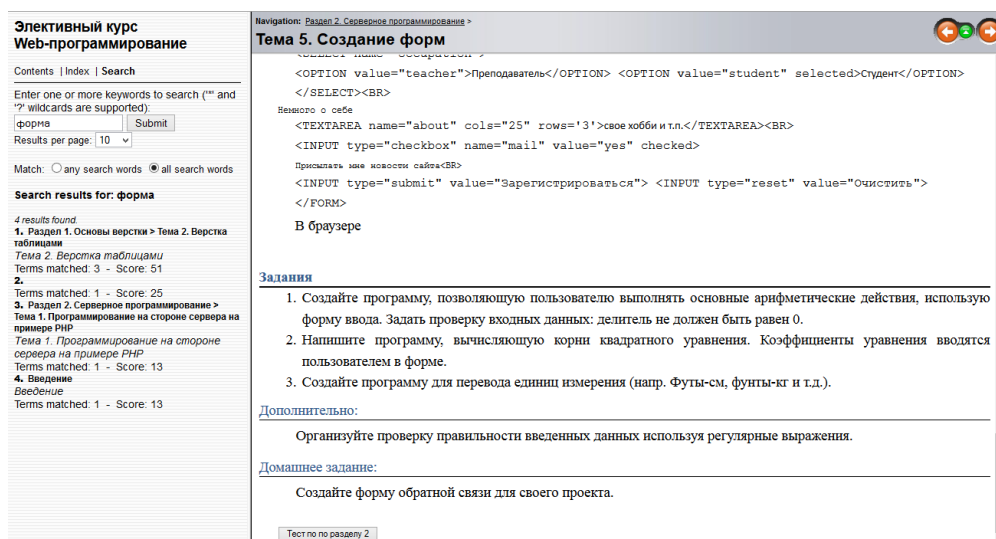 Элективный курс
Web-программирование
Contents | Index | Search
Enter one or more keywords to search ('*' and
'?' wildcards are supported):
форма Submit
Results per page: 10
Match: any search words all search words
Search results for: форма
4 results found.
1. Раздел 1. Основы верстки > Тема 2. Верстка
таблицами
Тема 2. Верстка таблицами
Terms matched: 3 - Score: 51
2.
Terms matched: 1 - Score: 25
3. Раздел 2. Серверное программирование >
Тема 1. Программирование на стороне сервера на
примере PHP
Тема 1. Программирование на стороне
сервера на примере PHP
Terms matched: 1 - Score: 13
4. Введение
Введение
Terms matched: 1 - Score: 13
Navigation: Раздел 2. Серверное программирование >
Тема 5. Создание форм
<SELECT name="occupation">
<OPTION value="teacher">Преподаватель</OPTION> <OPTION value="student" selected>Студент</OPTION>
</SELECT><BR>
Немного о себе
<TEXTAREA name="about" cols="25" rows='3'>свое хобби и т.п.</TEXTAREA><BR>
<INPUT type="checkbox" name="mail" value="yes" checked>
Присылать мне новости сайта<BR>
<INPUT type="submit" value="Зарегистрироваться"> <INPUT type="reset" value="Очистить">
</FORM>
В браузере
Задания
1. Создайте программу, позволяющую пользователю выполнять основные арифметические действия, использую
форму ввода. Задать проверку входных данных: делитель не должен быть равен 0.
2. Напишите программу, вычисляющую корни квадратного уравнения. Коэффициенты уравнения вводятся
пользователем в форме.
3. Создайте программу для перевода единиц измерения (напр. Футы-см, фунты-кг и т.д.).
Дополнительно:
Организуйте проверку правильности введенных данных используя регулярные выражения.
Домашнее задание:
Создайте форму обратной связи для своего проекта.
Тест по по разделу 2